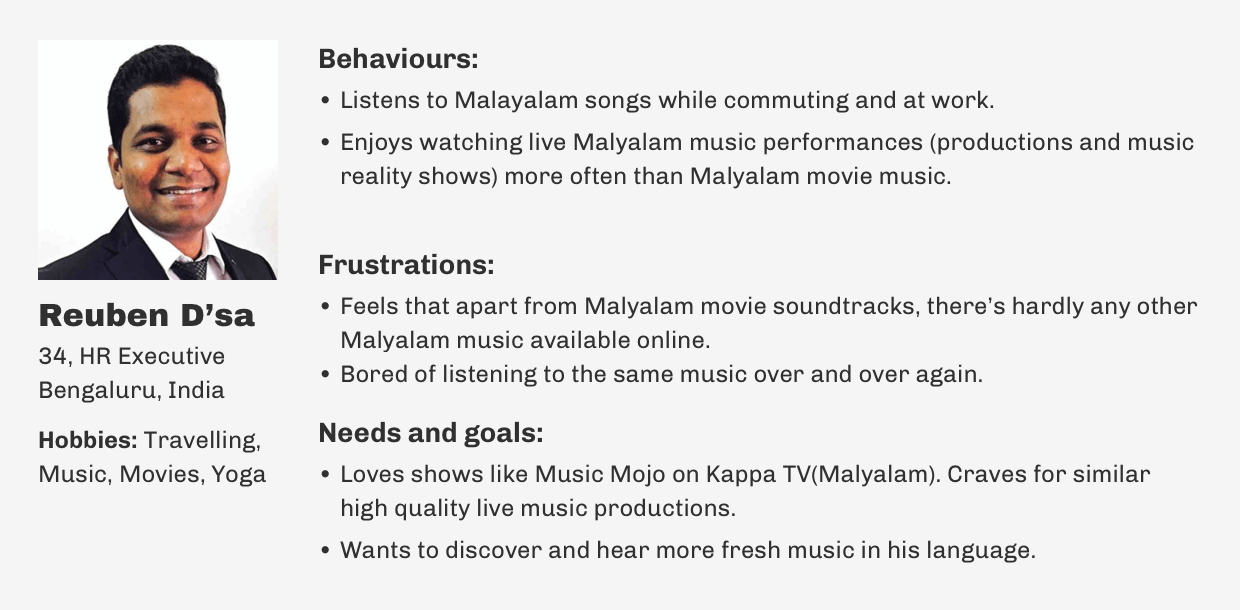 Reuben D’sa
34, HR Executive
Bengaluru, India
Hobbies: Travelling,
Music, Movies, Yoga
Behaviours:
• Listens to Malayalam songs while commuting and at work.
• Enjoys watching live Malyalam music performances (productions and music
reality shows) more often than Malyalam movie music.
Frustrations:
• Feels that apart from Malyalam movie soundtracks, there’s hardly any other
Malyalam music available online.
• Bored of listening to the same music over and over again.
Needs and goals:
• Loves shows like Music Mojo on Kappa TV(Malyalam). Craves for similar
high quality live music productions.
• Wants to discover and hear more fresh music in his language.